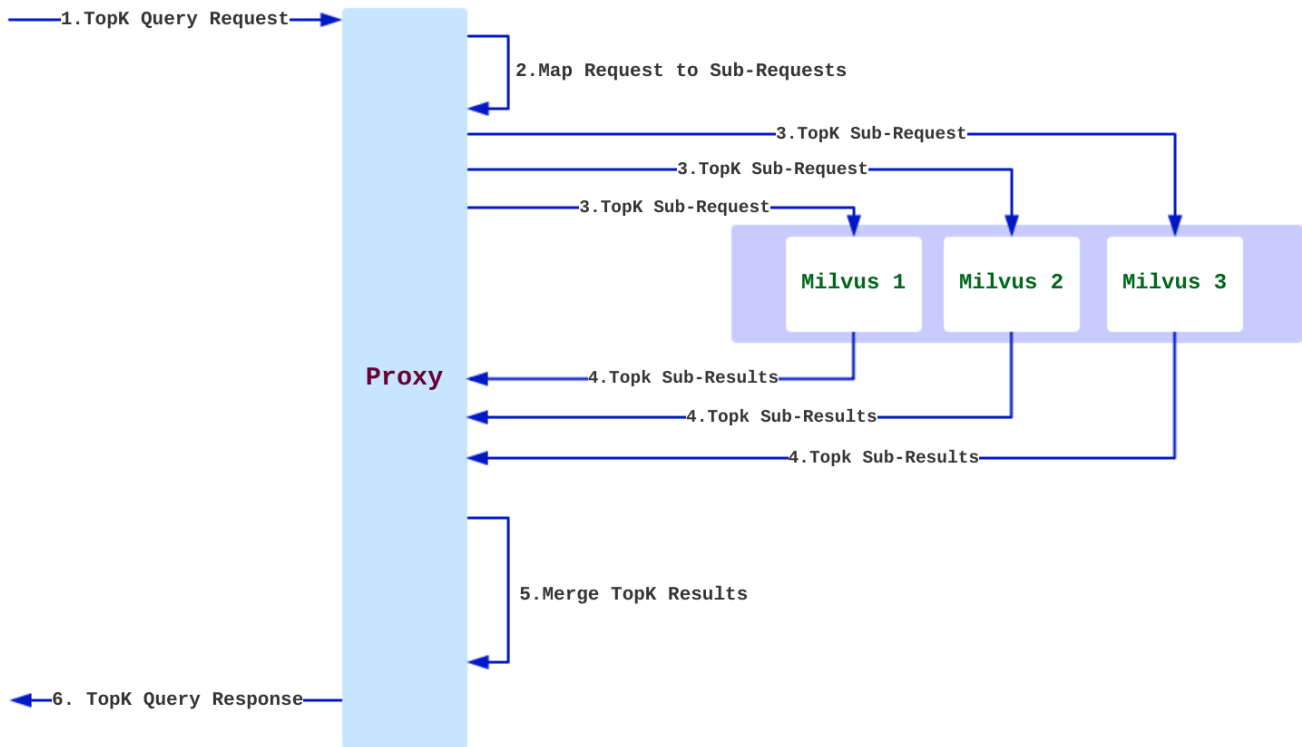 1.TopK Query Request
2.Map Request to Sub-Requests
3.TopK Sub-Request
3.TopK Sub-Request
3.TopK Sub-Request
Milvus 1
Milvus 2
Milvus 3
Proxy
4.Topk Sub-Results
4.Topk Sub-Results
4.Topk Sub-Results
5.Merge TopK Results
6. TopK Query Response